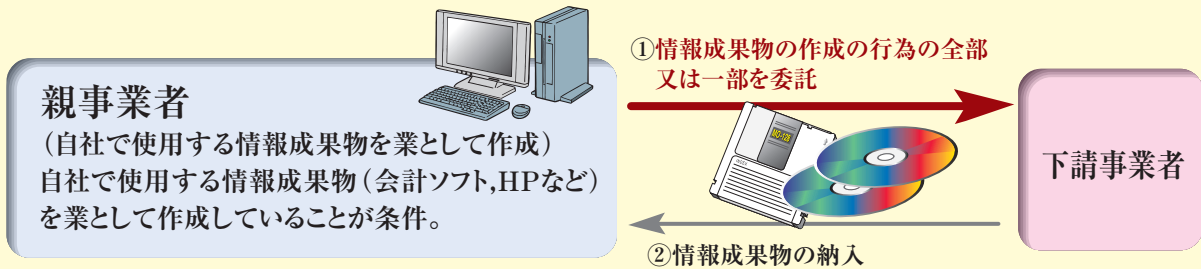 親事業者
（自社で使用する情報成果物を業として作成）
自社で使用する情報成果物（会計ソフト,HPなど）
を業として作成していることが条件。
①情報成果物の作成の行為の全部
又は一部を委託
MO-128
②情報成果物の納入
下請事業者